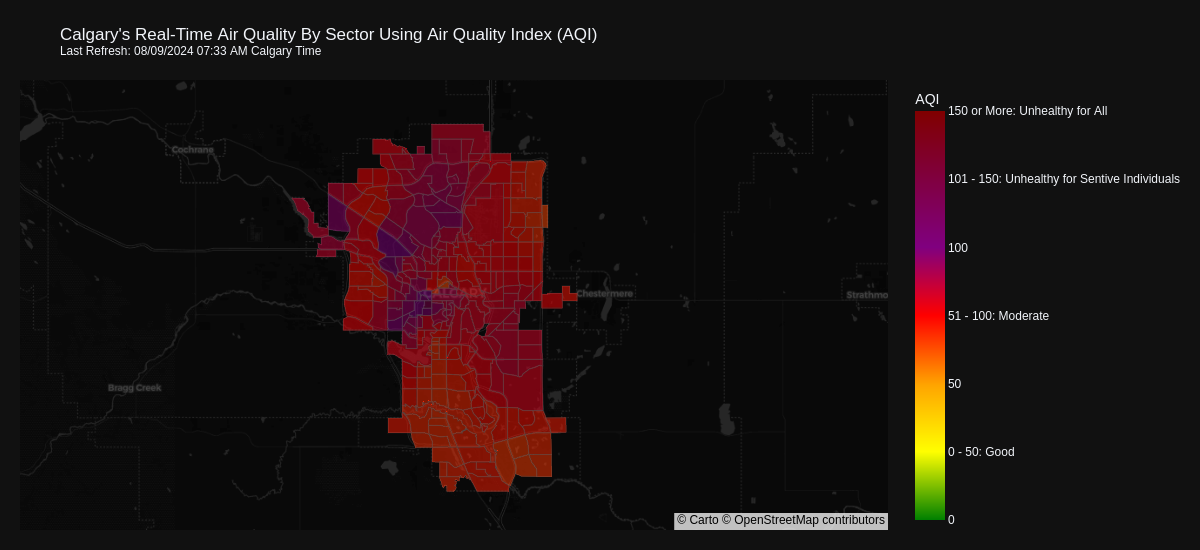 Calgary's Real-Time Air Quality By Sector Using Air Quality Index (AQI)
Last Refresh: 08/09/2024 07:33 AM Calgary Time
AQI
150 or More: Unhealthy for All
101 - 150: Unhealthy for Sentive Individuals
100
51 - 100: Moderate
50
0 - 50: Good
0
Cochrane
CALGARY
Chestermere
Strathmo
Bragg Creek
© Carto © OpenStreetMap contributors